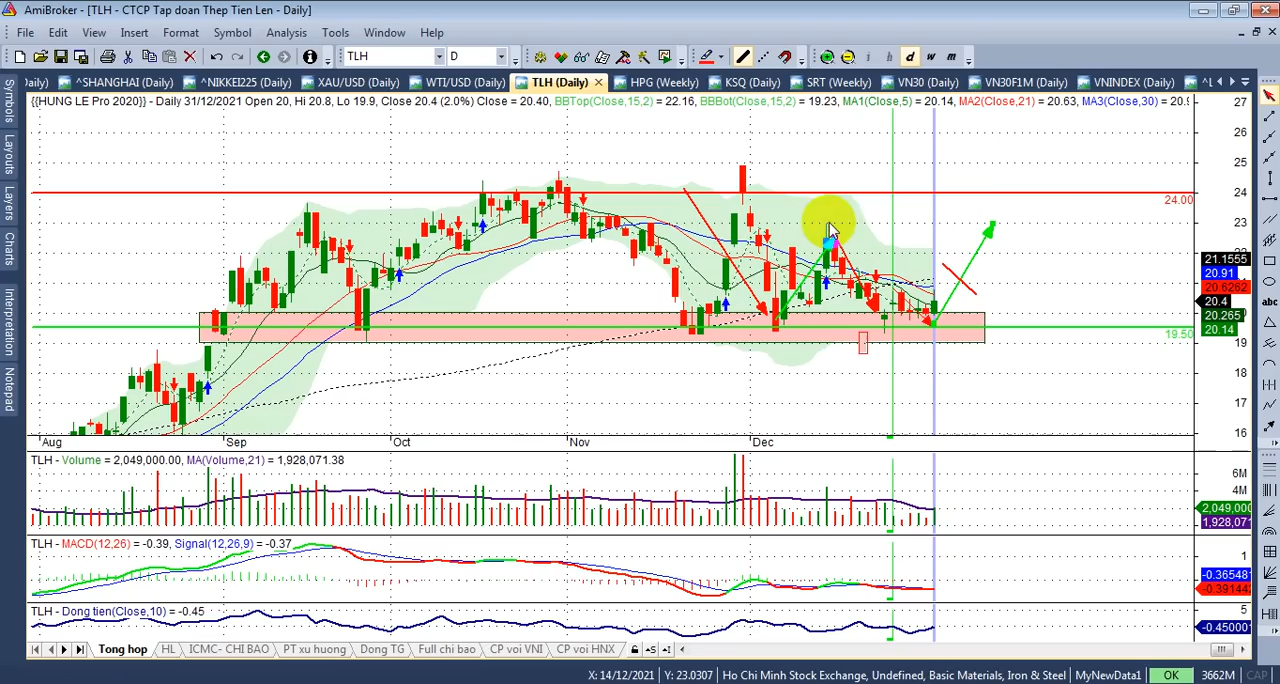 AmiBroker - [TLH - CTCP Tap doan Thep Tien Len - Daily]
File Edit View Insert Format Symbol Analysis Tools Window Help
TLH D i h d w m
aily) ^SHANGHAI (Daily) ^NIKKEI225 (Daily) XAU/USD (Daily) WTI/USD (Daily) TLH (Daily) HPG (Weekly) KSQ (Daily) SRT (Weekly) VN30 (Daily) VN30F1M (Daily) VNINDEX (Daily) ^L
{{HUNG LE Pro 2020}} - Daily 31/12/2021 Open 20, Hi 20.8, Lo 19.9, Close 20.4 (2.0%) Close = 20.40, BBTop(Close,15,2) = 22.16, BBBot(Close,15,2) = 19.23, MA1(Close,5) = 20.14, MA2(Close,21) = 20.63, MA3(Close,30) = 20.9
Symbols
Layouts
Layers
Charts
Interpretation
Notepad
27
26
25
24
24.00
23
22
21.1555
20.91
20.6262
20.4
20.265
20.14
19.50
19
18
17
16
abc
Aug Sep Oct Nov Dec
TLH - Volume = 2,049,000.00, MA(Volume,21) = 1,928,071.38
6M
4M
2,049,000
1,928,07
TLH - MACD(12,26) = -0.39, Signal(12,26,9) = -0.37
1
-0.36548
-0.39144
TLH - Dong tien(Close,10) = -0.45
5
-0.45000
Tong hop HL ICMC- CHI BAO PT xu huong Dong TG Full chi bao CP voi VNI CP voi HNX
X: 14/12/2021 Y: 23.0307 Ho Chi Minh Stock Exchange, Undefined, Basic Materials, Iron & Steel MyNewData1 OK 3662M CAP